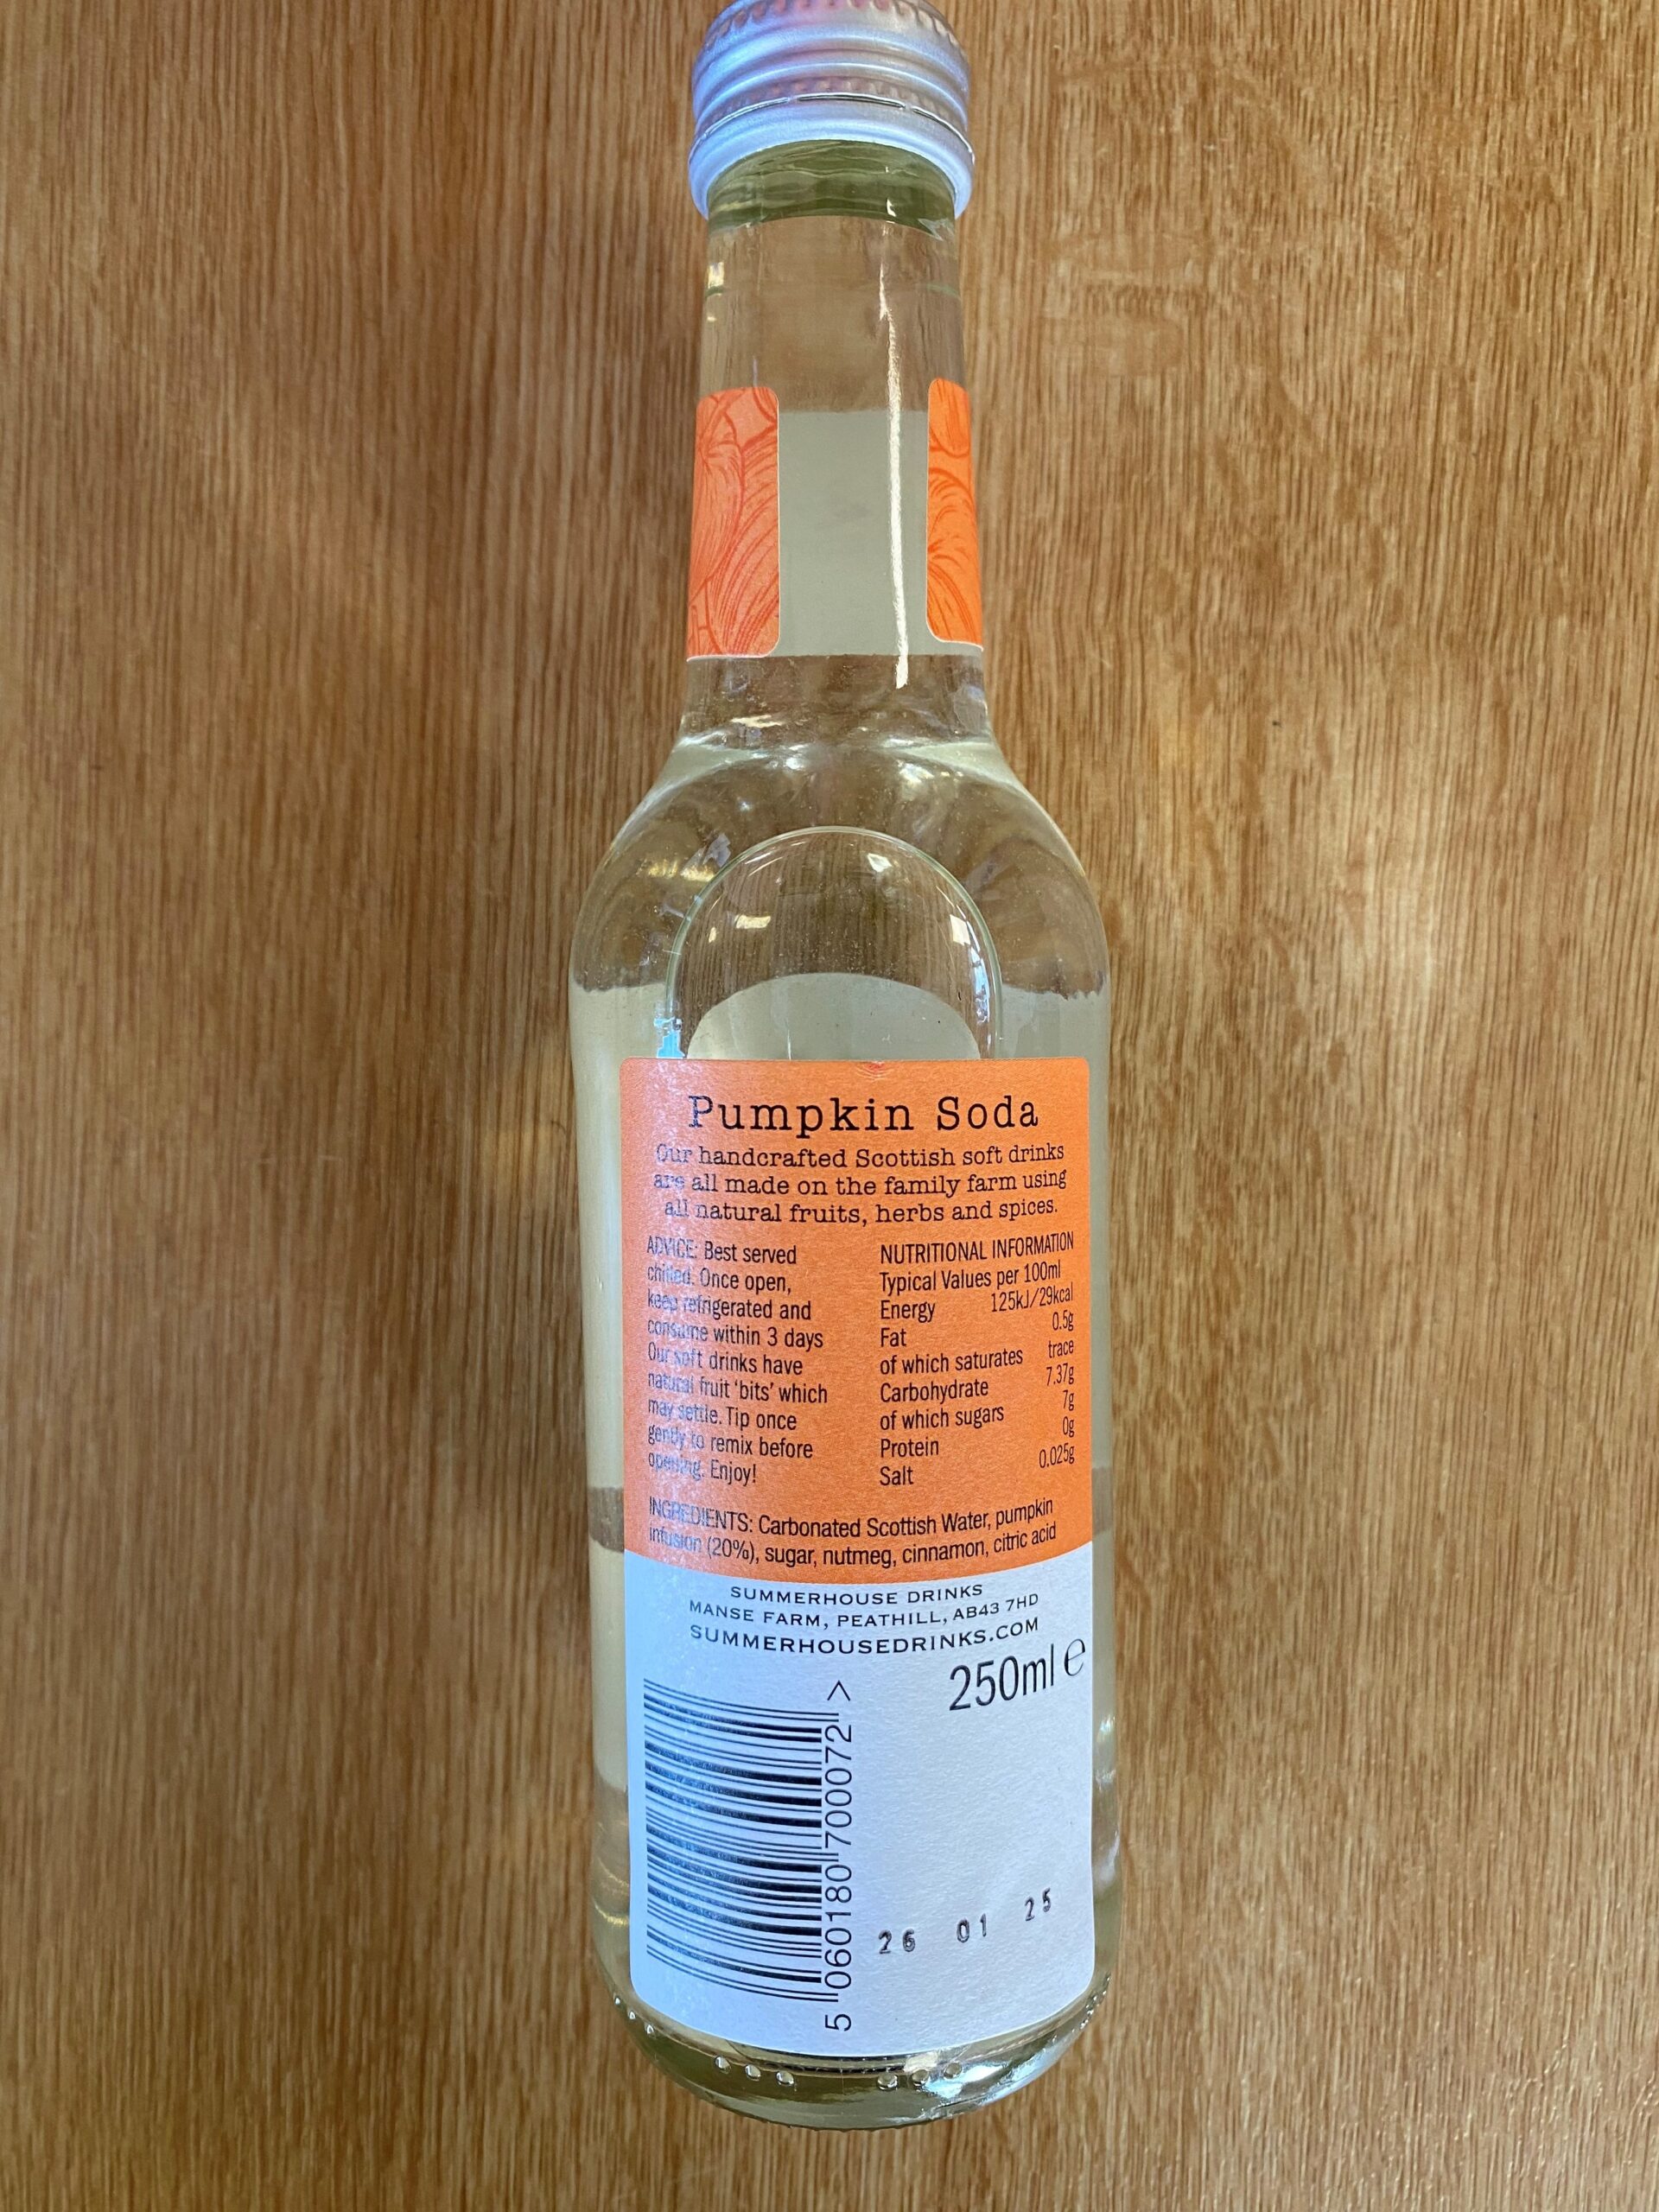 Pumpkin Soda
Our handcrafted Scottish soft drinks
are all made on the family farm using
all natural fruits, herbs and spices.
ADVICE: Best served
chilled. Once open,
keep refrigerated and
consume within 3 days
Our soft drinks have
natural fruit 'bits' which
may settle. Tip once
gently to remix before
opening. Enjoy!
NUTRITIONAL INFORMATION
Typical Values per 100ml
Energy 125kJ/29kcal
Fat 0.5g
of which saturates trace
Carbohydrate 7.37g
of which sugars 7g
Protein 0g
Salt 0.025g
INGREDIENTS: Carbonated Scottish Water, pumpkin
infusion (20%), sugar, nutmeg, cinnamon, citric acid
SUMMERHOUSE DRINKS
MANSE FARM, PEATHILL, AB43 7HD
SUMMERHOUSEDRINKS.COM
250ml e
5 060180 700072 >
26 01 25